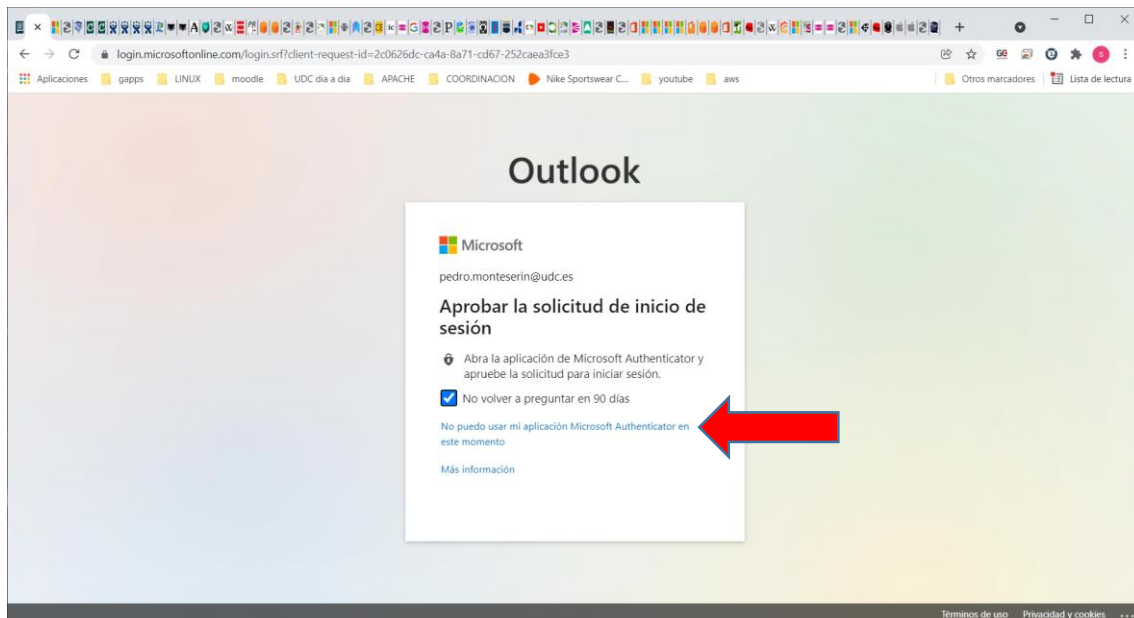 login.microsoftonline.com/login.srf?client-request-id=2c0626dc-ca4a-8a71-cd67-252caea3fce3
Aplicaciones gapps LINUX moodle UDC dia a dia APACHE COORDINACION Nike Sportswear C... youtube aws Otros marcadores Lista de lectura
Outlook
Microsoft
pedro.monteserin@udc.es
Aprobar la solicitud de inicio de
sesión
Abra la aplicación de Microsoft Authenticator y
apruebe la solicitud para iniciar sesión.
No volver a preguntar en 90 días
No puedo usar mi aplicación Microsoft Authenticator en
este momento
Más información
Términos de uso Privacidad y cookies ...